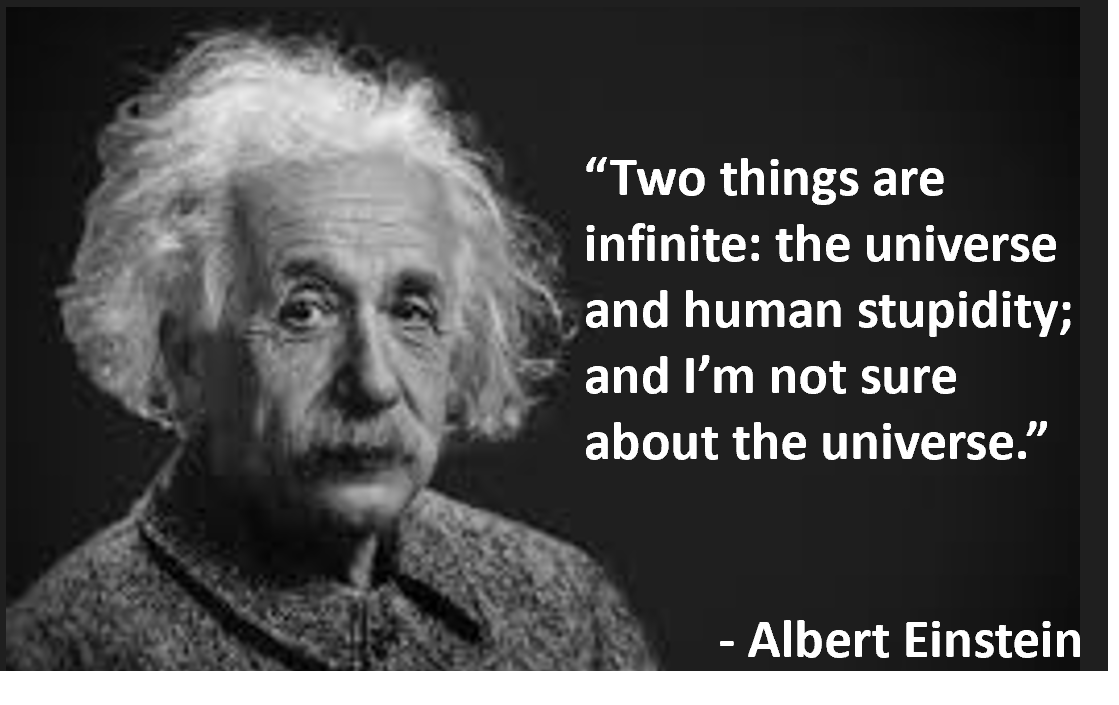 “Two things are
infinite: the universe
and human stupidity;
and I’m not sure
about the universe.”
- Albert Einstein